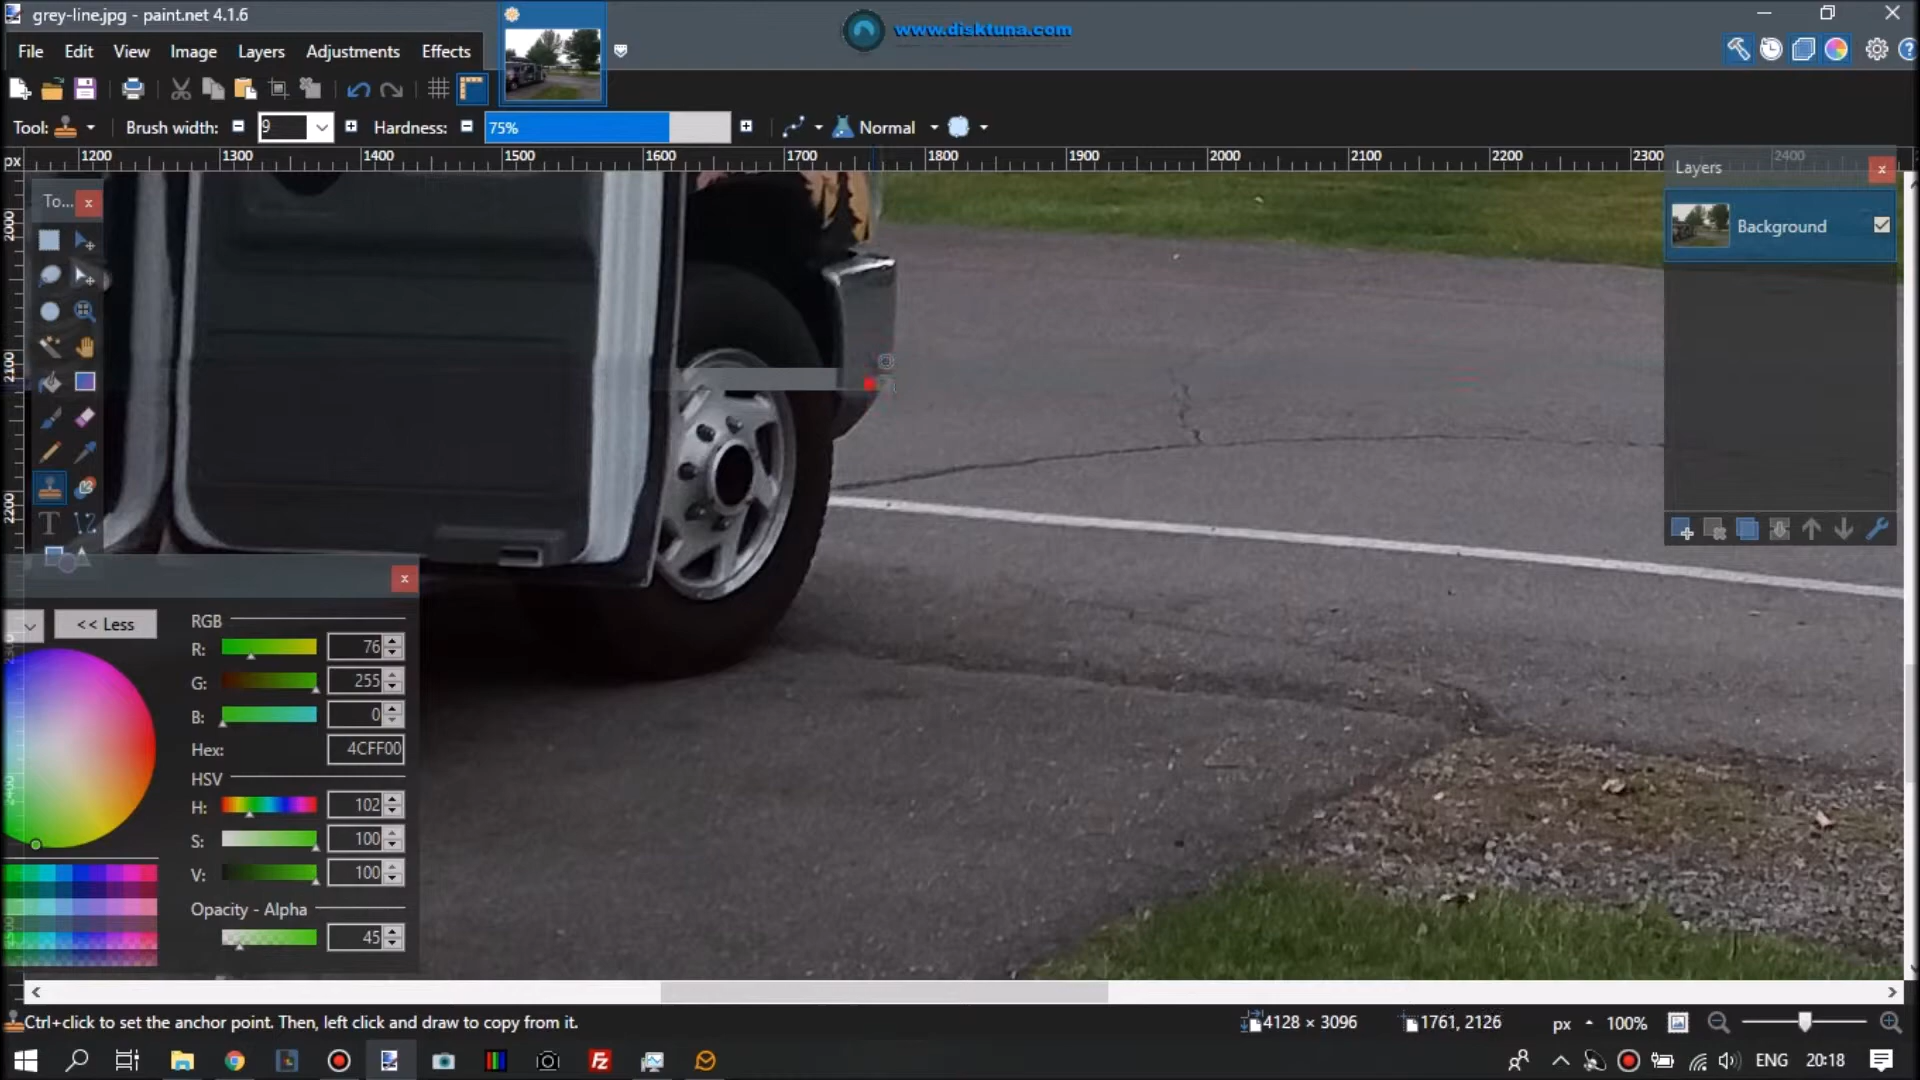 grey-line.jpg - paint.net 4.1.6
www.disktuna.com
File Edit View Image Layers Adjustments Effects
Tool: Brush width: 9 Hardness: 75% Normal
px 1200 1300 1400 1500 1600 1700 1800 1900 2000 2100 2200 2300 2400
To...
Layers
Background
2000
2100
2200
<< Less
RGB
R: 76
G: 255
B: 0
Hex: 4CFF00
HSV
H: 102
S: 100
V: 100
Opacity - Alpha
45
Ctrl+click to set the anchor point. Then, left click and draw to copy from it.
4128 × 3096
1761, 2126
px 100%
ENG 20:18